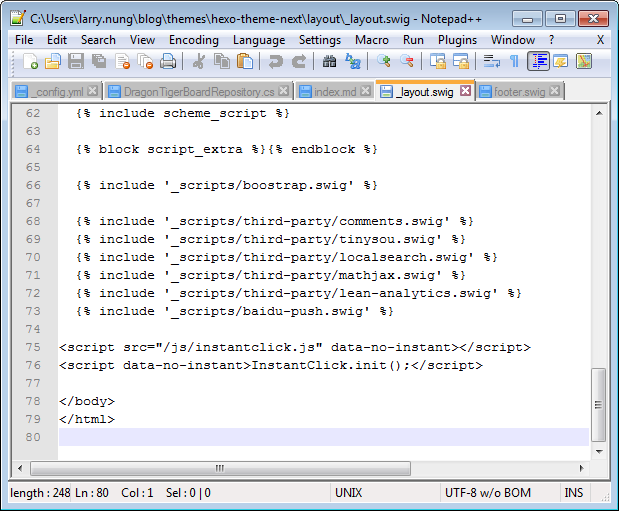 C:\Users\larry.nung\blog\themes\hexo-theme-next\layout\_layout.swig - Notepad++
File Edit Search View Encoding Language Settings Macro Run Plugins Window ? X
_config.yml DragonTigerBoardRepository.cs index.md _layout.swig footer.swig
62 {% include scheme_script %}
63
64 {% block script_extra %}{% endblock %}
65
66 {% include '_scripts/boostrap.swig' %}
67
68 {% include '_scripts/third-party/comments.swig' %}
69 {% include '_scripts/third-party/tinysou.swig' %}
70 {% include '_scripts/third-party/localsearch.swig' %}
71 {% include '_scripts/third-party/mathjax.swig' %}
72 {% include '_scripts/third-party/lean-analytics.swig' %}
73 {% include '_scripts/baidu-push.swig' %}
74
75 <script src="/js/instantclick.js" data-no-instant></script>
76 <script data-no-instant>InstantClick.init();</script>
77
78 </body>
79 </html>
80
length : 248 Ln : 80 Col : 1 Sel : 0 | 0 UNIX UTF-8 w/o BOM INS